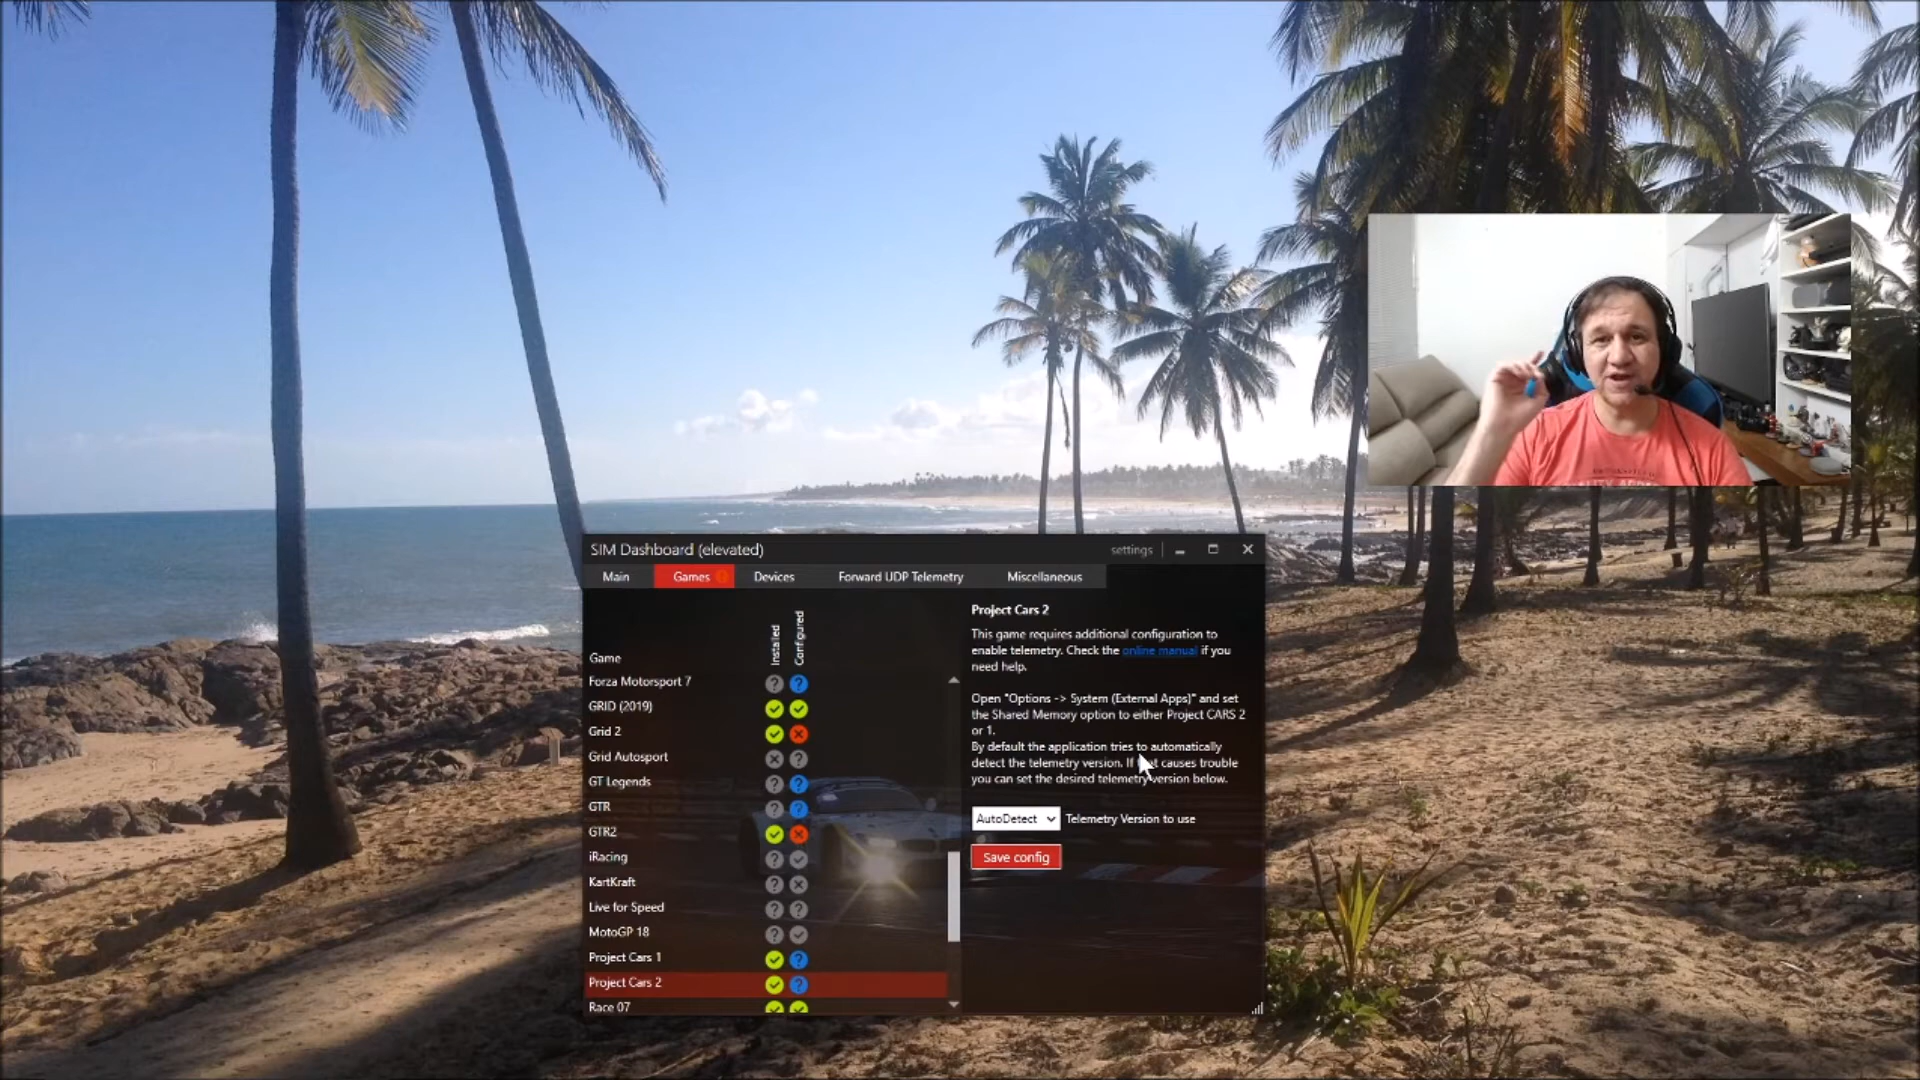 SIM Dashboard (elevated)
settings
Main
Games
Devices
Forward UDP Telemetry
Miscellaneous
Game
Installed
Configured
Forza Motorsport 7
GRID (2019)
Grid 2
Grid Autosport
GT Legends
GTR
GTR2
iRacing
KartKraft
Live for Speed
MotoGP 18
Project Cars 1
Project Cars 2
Race 07
Project Cars 2
This game requires additional configuration to
enable telemetry. Check the online manual if you
need help.
Open "Options -> System (External Apps)" and set
the Shared Memory option to either Project CARS 2
or 1.
By default the application tries to automatically
detect the telemetry version. If causes trouble
you can set the desired telemetry version below.
AutoDetect
Telemetry Version to use
Save config